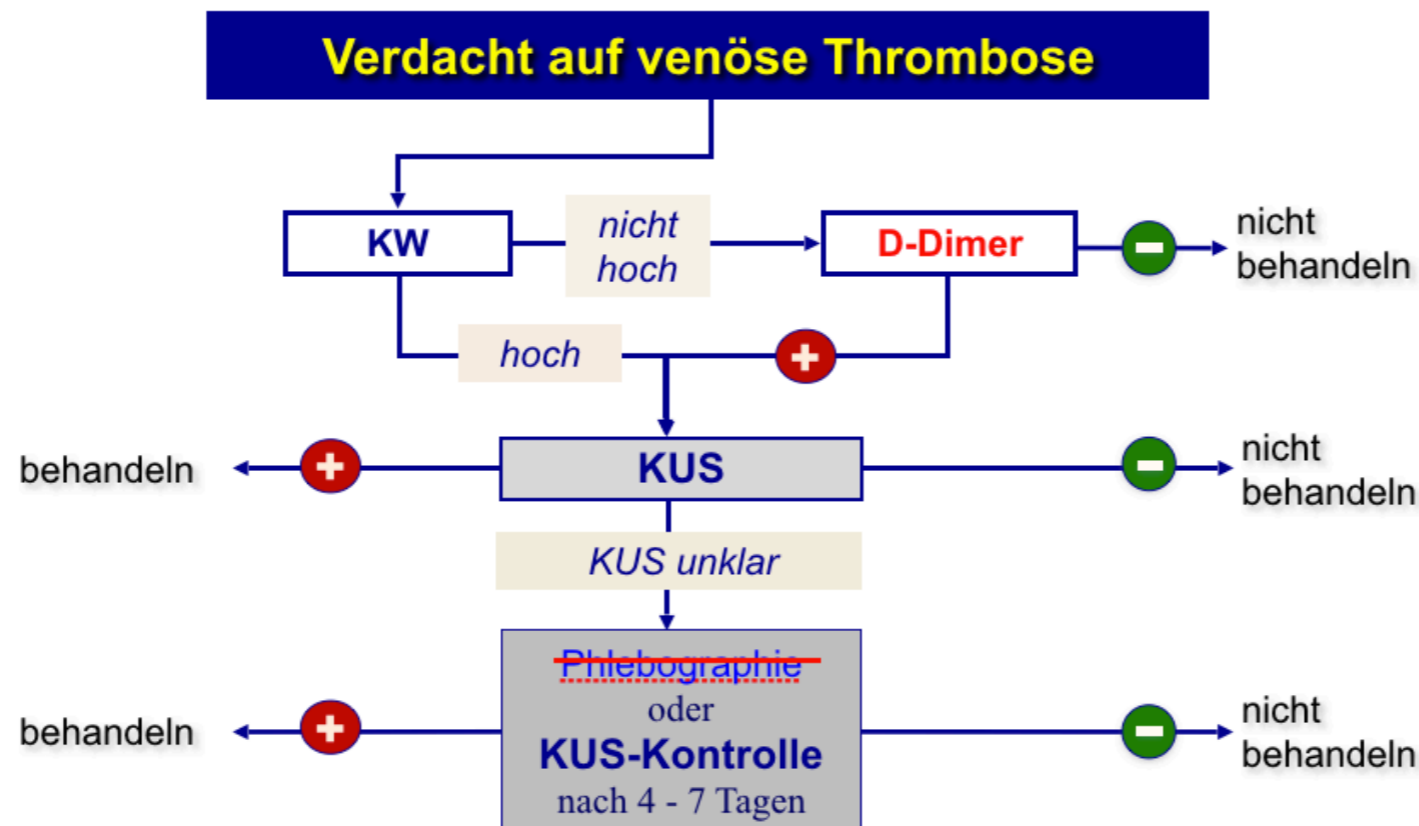 Verdacht auf venöse Thrombose
KW
nicht
hoch
D-Dimer
nicht
behandeln
hoch
behandeln
KUS
nicht
behandeln
KUS unklar
Phlebographie
oder
KUS-Kontrolle
nach 4 - 7 Tagen
behandeln
nicht
behandeln